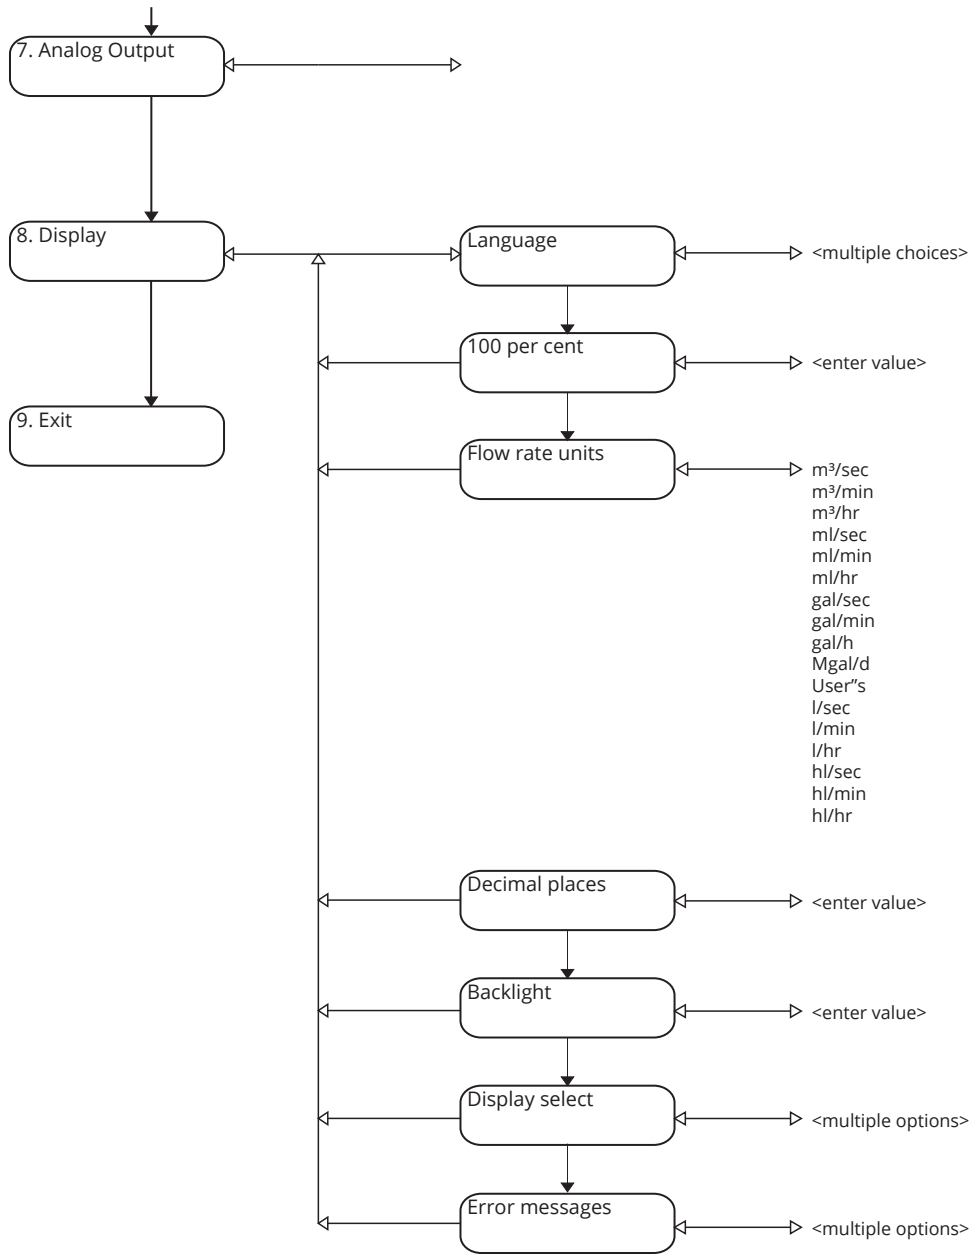 7. Analog Output
8. Display
Language
<multiple choices>
100 per cent
<enter value>
9. Exit
Flow rate units
m³/sec
m³/min
m³/hr
ml/sec
ml/min
ml/hr
gal/sec
gal/min
gal/h
Mgal/d
User”s
l/sec
l/min
l/hr
hl/sec
hl/min
hl/hr
Decimal places
<enter value>
Backlight
<enter value>
Display select
<multiple options>
Error messages
<multiple options>